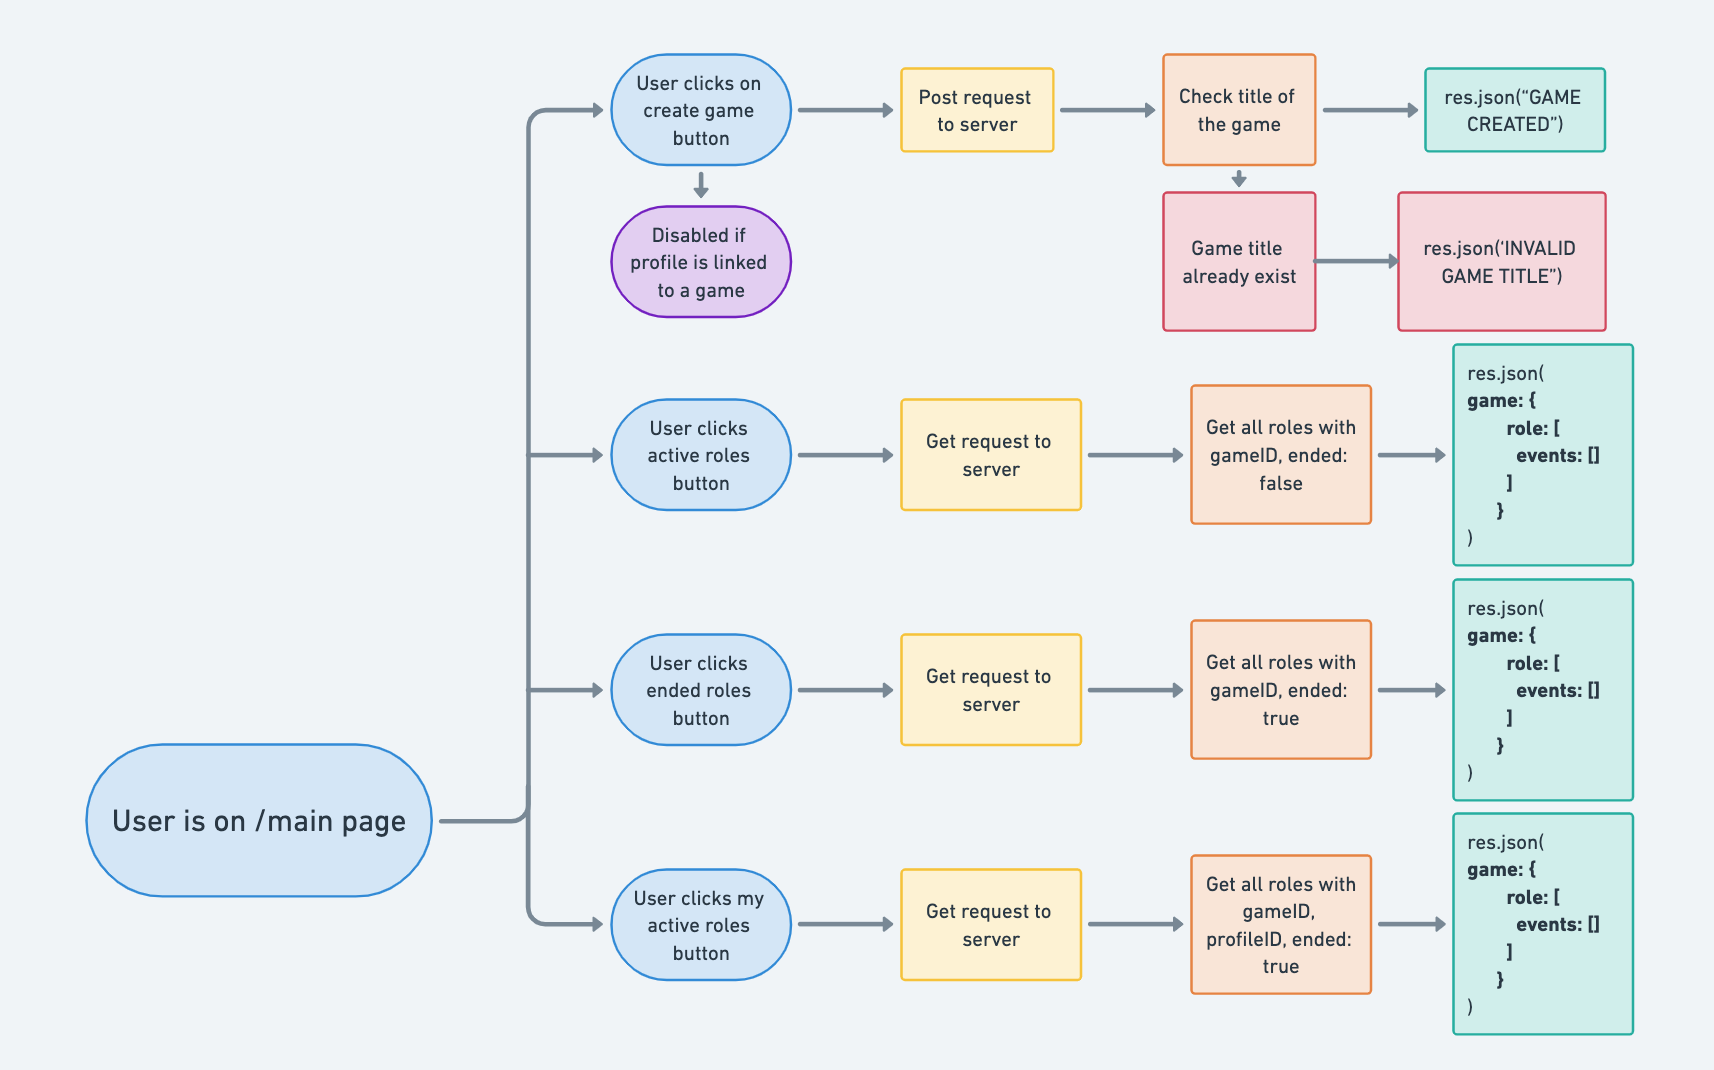 User clicks on
create game
button
Post request
to server
Check title of
the game
res.json(“GAME
CREATED”)
Disabled if
profile is linked
to a game
Game title
already exist
res.json(‘INVALID
GAME TITLE”)
User clicks
active roles
button
Get request to
server
Get all roles with
gameID, ended:
false
res.json(
game: {
role: [
events: []
]
}
)
User clicks
ended roles
button
Get request to
server
Get all roles with
gameID, ended:
true
res.json(
game: {
role: [
events: []
]
}
)
User is on /main page
User clicks my
active roles
button
Get request to
server
Get all roles with
gameID,
profileID, ended:
true
res.json(
game: {
role: [
events: []
]
}
)